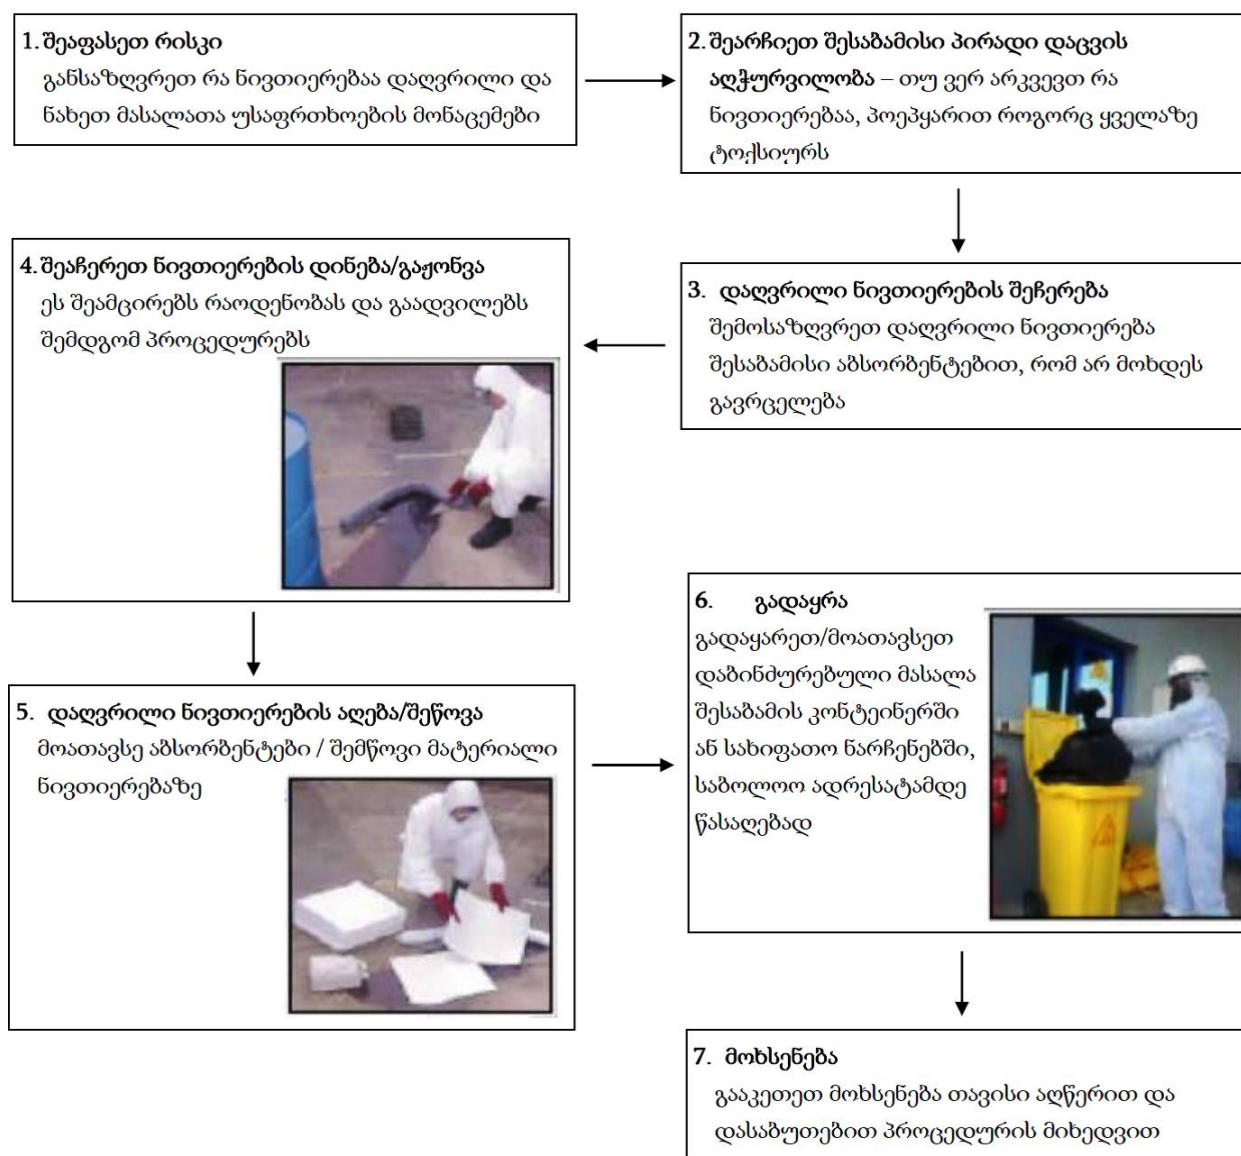 1. შეაფასეთ რისკი
განსაზღვრეთ რა ნივთიერებაა დაღვრილი და
ნახეთ მასალათა უსაფრთხოების მონაცემები
2. შეარჩიეთ შესაბამისი პირადი დაცვის
აღჭურვილობა – თუ ვერ არკვევთ რა
ნივთიერებაა, პოეპყარით როგორც ყველაზე
ტოქსიურს
3. დაღვრილი ნივთიერების შეჩერება
შემოსაზღვრეთ დაღვრილი ნივთიერება
შესაბამისი აბსორბენტებით, რომ არ მოხდეს
გავრცელება
4. შეაჩერეთ ნივთიერების დინება/გაჟონვა
ეს შეამცირებს რაოდენობას და გაადვილებს
შემდგომ პროცედურებს
5. დაღვრილი ნივთიერების აღება/შეწოვა
მოათავსე აბსორბენტები / შემწოვი მატერიალი
ნივთიერებაზე
6. გადაყრა
გადაყარეთ/მოათავსეთ
დაბინძურებული მასალა
შესაბამის კონტეინერში
ან სახიფათო ნარჩენებში,
საბოლოო ადრესატამდე
წასაღებად
7. მოხსენება
გააკეთეთ მოხსენება თავისი აღწერით და
დასაბუთებით პროცედურის მიხედვით